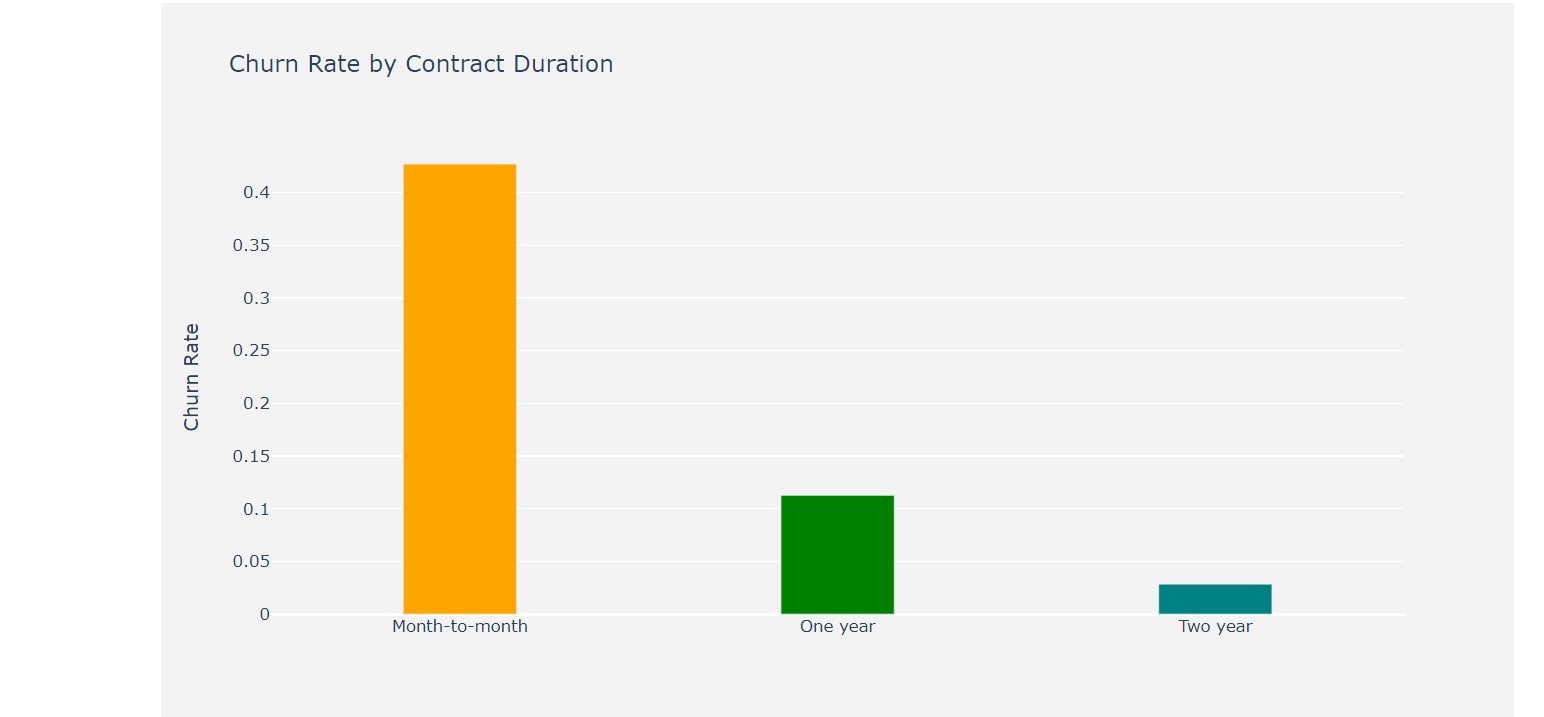 Churn Rate by Contract Duration
0.4
0.35
0.3
0.25
0.2
0.15
0.1
0.05
0
Churn Rate
Month-to-month
One year
Two year